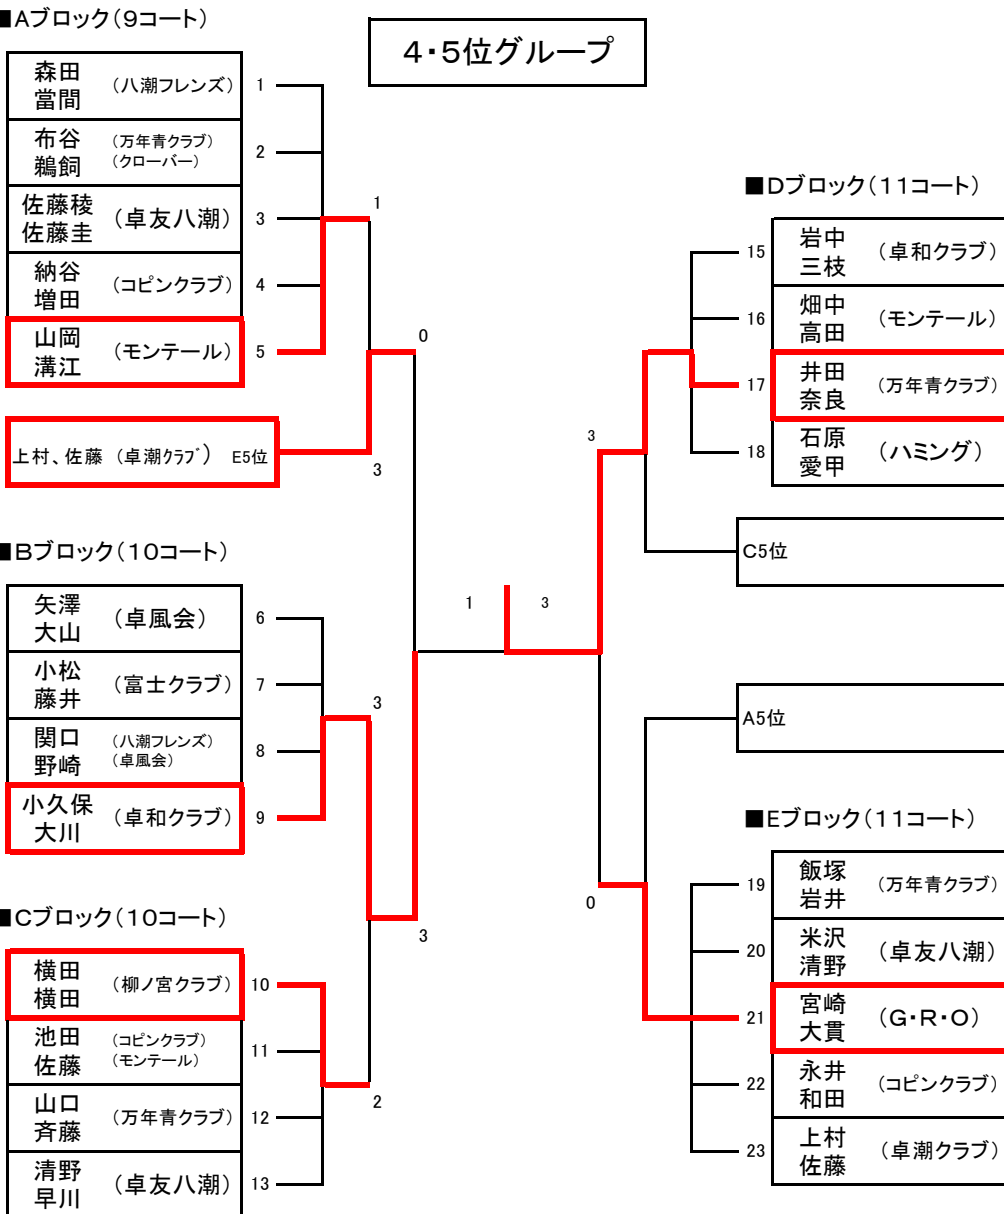 ■Aブロック（9コート）
4・5位グループ
森田
當間
（八潮フレンズ）
1
布谷
鵜飼
（万年青クラブ）
（クローバー）
2
佐藤稜
佐藤圭
（卓友八潮）
3
納谷
増田
（コピンクラブ）
4
山岡
溝江
（モンテール）
5
上村、佐藤（卓潮クラブ） E5位
1
0
3
■Bブロック（10コート）
矢澤
大山
（卓風会）
6
小松
藤井
（富士クラブ）
7
関口
野崎
（八潮フレンズ）
（卓風会）
8
小久保
大川
（卓和クラブ）
9
3
■Cブロック（10コート）
横田
横田
（柳ノ宮クラブ）
10
池田
佐藤
（コピンクラブ）
（モンテール）
11
山口
斉藤
（万年青クラブ）
12
清野
早川
（卓友八潮）
13
3
2
1
3
■Dブロック（11コート）
15
岩中
三枝
（卓和クラブ）
16
畑中
高田
（モンテール）
17
井田
奈良
（万年青クラブ）
18
石原
愛甲
（ハミング）
3
C5位
A5位
0
■Eブロック（11コート）
19
飯塚
岩井
（万年青クラブ）
20
米沢
清野
（卓友八潮）
21
宮崎
大貫
（G・R・O）
22
永井
和田
（コピンクラブ）
23
上村
佐藤
（卓潮クラブ）